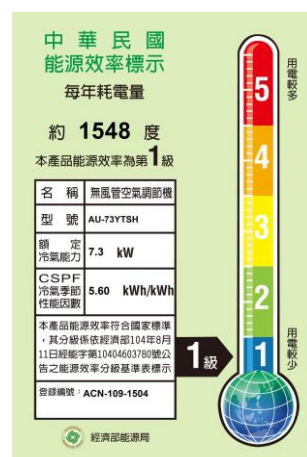 中華民國
能源效率標示
每年耗電量
約 1548 度
本產品能源效率為第1級
名 稱 無風管空氣調節機
型 號 AU-73YTSH
額 定
冷氣能力 7.3 kW
CSPF
冷氣季節
性能因數 5.60 kWh/kWh
本產品能源效率符合國家標準
,其分級係依經濟部104年8月
11日經能字第10404603780號公
告之能源效率分級基準表標示
登錄編號:ACN-109-1504
經濟部能源局
用電較多
5
4
3
2
1
用電較少
1級